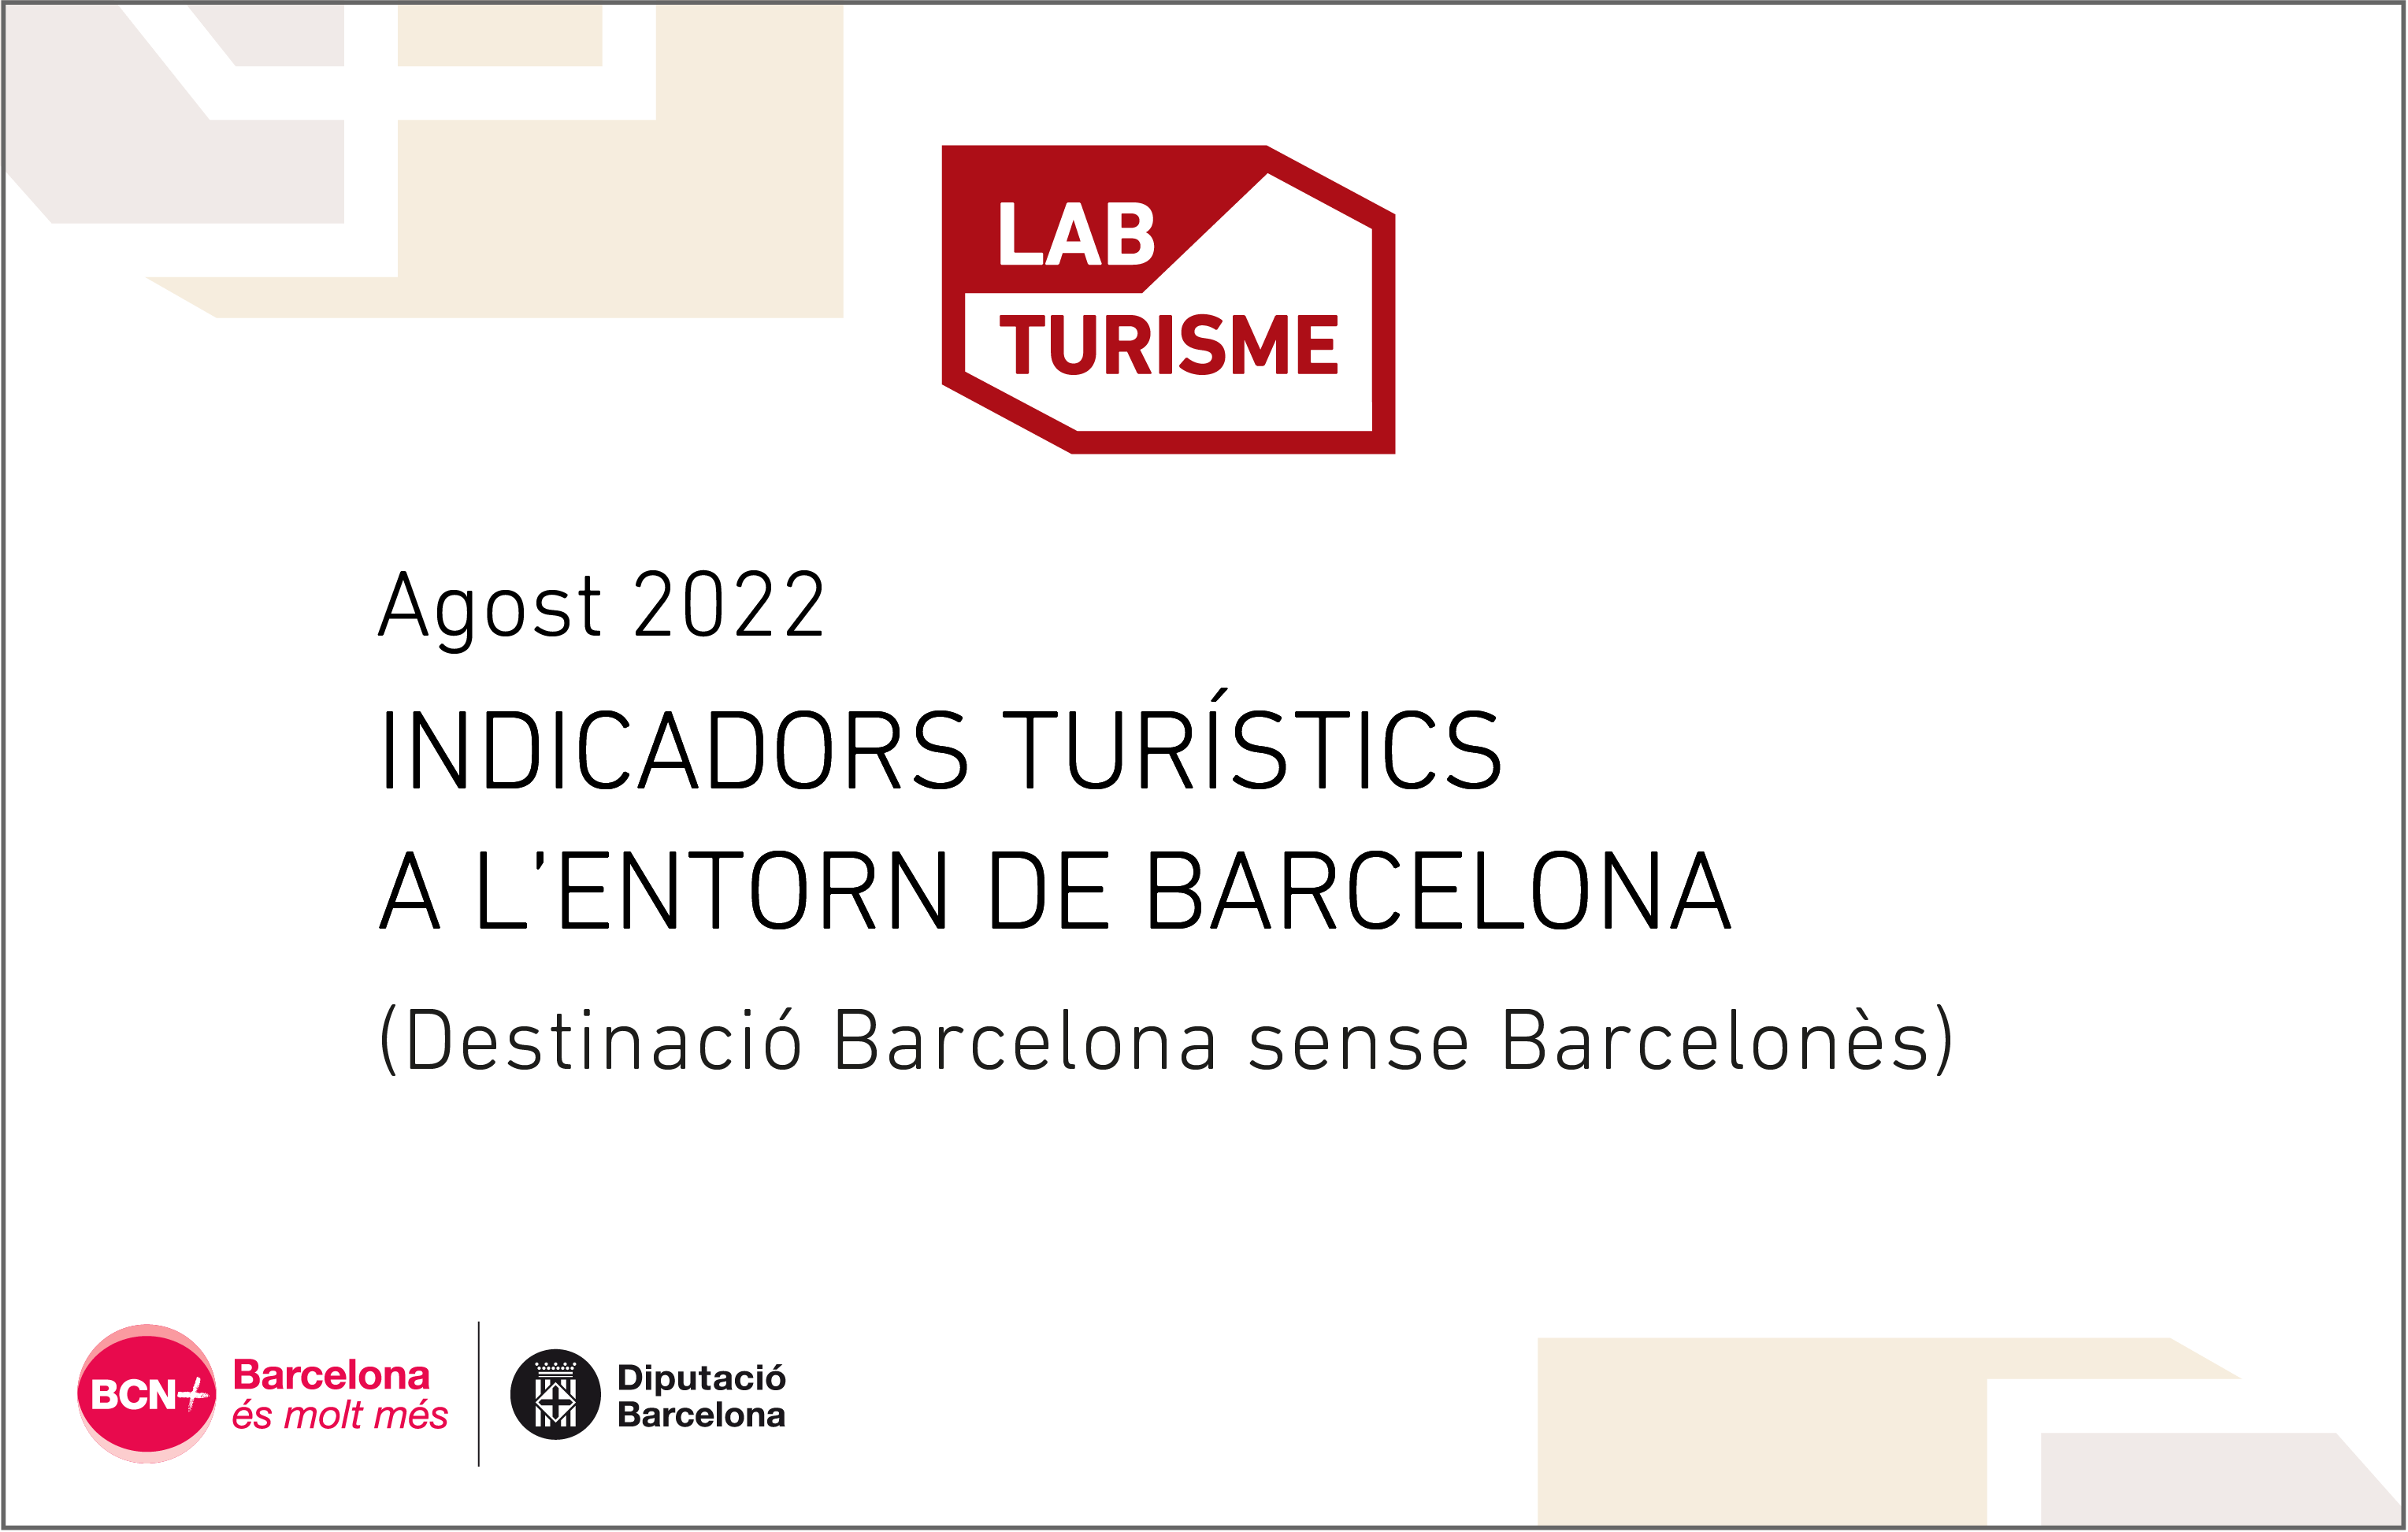 LAB
TURISME
Agost 2022
INDICADORS TURÍSTICS
A L’ENTORN DE BARCELONA
(Destinació Barcelona sense Barcelonès)
BCN+
Barcelona
és molt més
Diputació
Barcelona